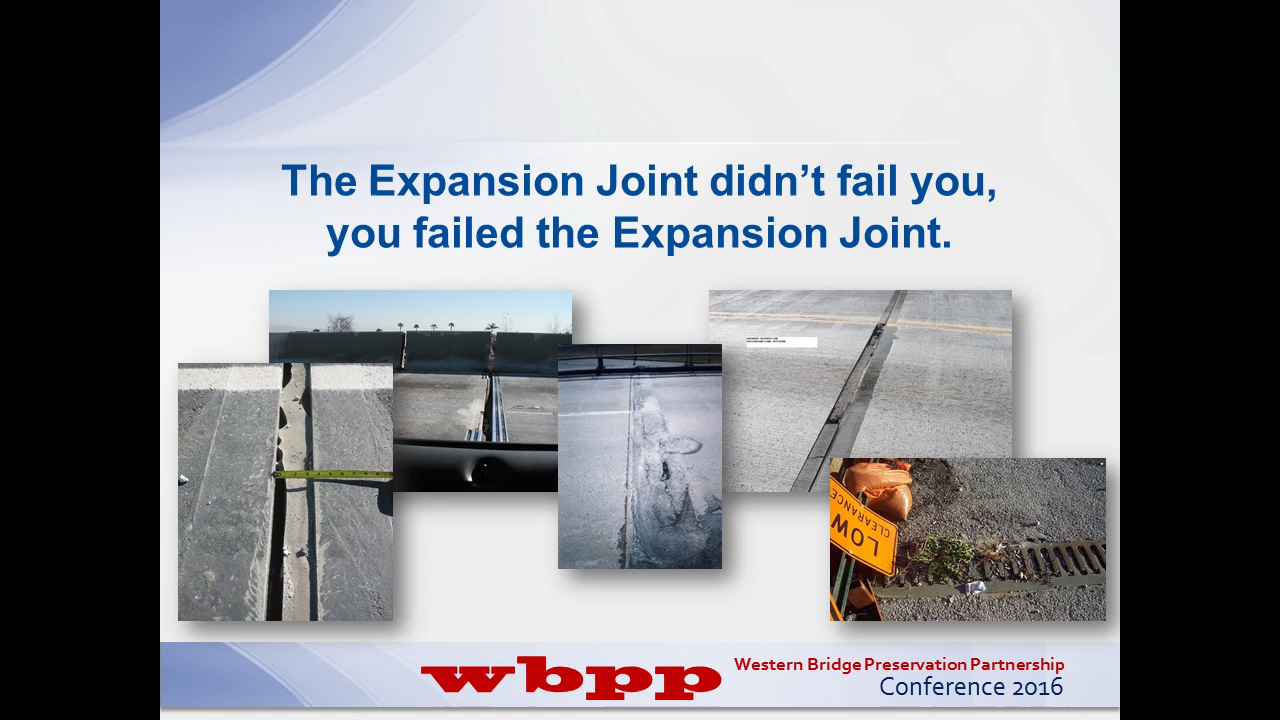 The Expansion Joint didn’t fail you,
you failed the Expansion Joint.
LOW
CLEARANCE
wbpp
Western Bridge Preservation Partnership
Conference 2016